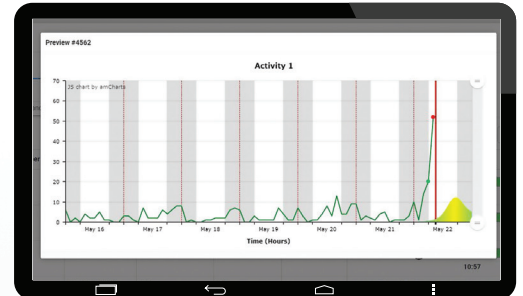 Preview #4562
Activity 1
JS chart by amCharts
70
60
50
40
30
20
10
0
May 16
May 17
May 18
May 19
May 20
May 21
May 22
Time (Hours)
10:57